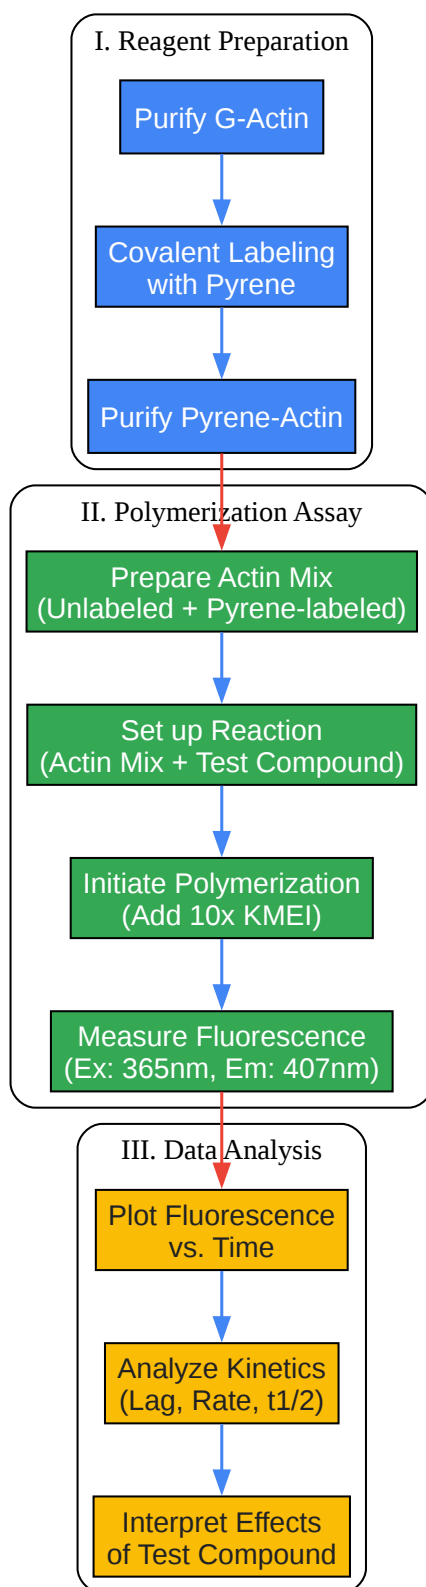 I. Reagent Preparation
Purify G-Actin
Covalent Labeling
with Pyrene
Purify Pyrene-Actin
II. Polymerization Assay
Prepare Actin Mix
(Unlabeled + Pyrene-labeled)
Set up Reaction
(Actin Mix + Test Compound)
Initiate Polymerization
(Add 10x KMEI)
Measure Fluorescence
(Ex: 365nm, Em: 407nm)
III. Data Analysis
Plot Fluorescence
vs. Time
Analyze Kinetics
(Lag, Rate, t1/2)
Interpret Effects
of Test Compound